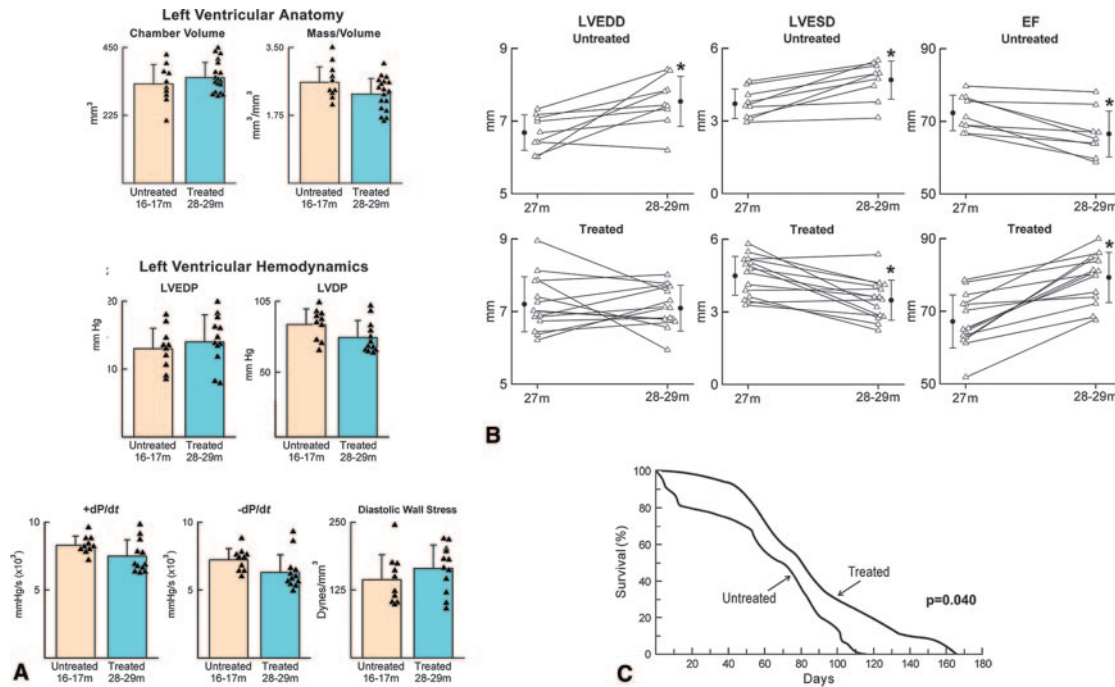 Left Ventricular Anatomy
Chamber Volume
Mass/Volume
450
225
mm³
3.50
1.75
mm³/mm³
Untreated
16-17m
Treated
28-29m
Untreated
16-17m
Treated
28-29m
Left Ventricular Hemodynamics
LVEDP
LVDP
20
10
mm Hg
105
50
mm Hg
Untreated
16-17m
Treated
28-29m
Untreated
16-17m
Treated
28-29m
+dP/dt
-dP/dt
Diastolic Wall Stress
10
5
mmHg/s (x10³)
10
5
mmHg/s (x10³)
250
125
Dynes/mm³
Untreated
16-17m
Treated
28-29m
Untreated
16-17m
Treated
28-29m
Untreated
16-17m
Treated
28-29m
A
LVEDD
Untreated
LVESD
Untreated
EF
Untreated
9
7
5
mm
*
27m
28-29m
6
3
0
mm
*
27m
28-29m
90
70
50
mm
*
27m
28-29m
Treated
Treated
Treated
9
7
5
mm
27m
28-29m
6
3
0
mm
*
27m
28-29m
90
70
50
mm
*
27m
28-29m
B
100
80
60
40
20
0
Survival (%)
Treated
Untreated
p=0.040
0
20
40
60
80
100
120
140
160
180
Days
C